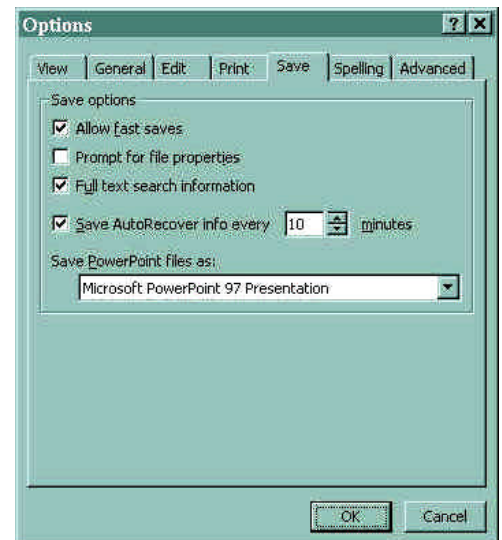 Options
View General Edit Print Save Spelling Advanced
Save options
Allow fast saves
Prompt for file properties
Full text search information
Save AutoRecover info every 10 minutes
Save PowerPoint files as:
Microsoft PowerPoint 97 Presentation
OK Cancel